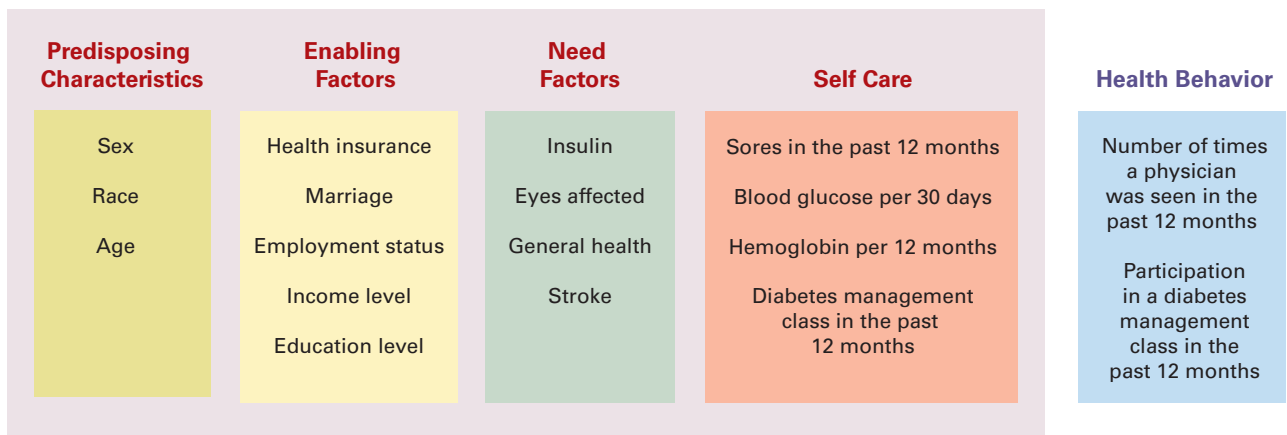 Predisposing
Characteristics
Sex
Race
Age
Enabling
Factors
Health insurance
Marriage
Employment status
Income level
Education level
Need
Factors
Insulin
Eyes affected
General health
Stroke
Self Care
Sores in the past 12 months
Blood glucose per 30 days
Hemoglobin per 12 months
Diabetes management
class in the past
12 months
Health Behavior
Number of times
a physician
was seen in the
past 12 months
Participation
in a diabetes
management
class in the
past 12 months